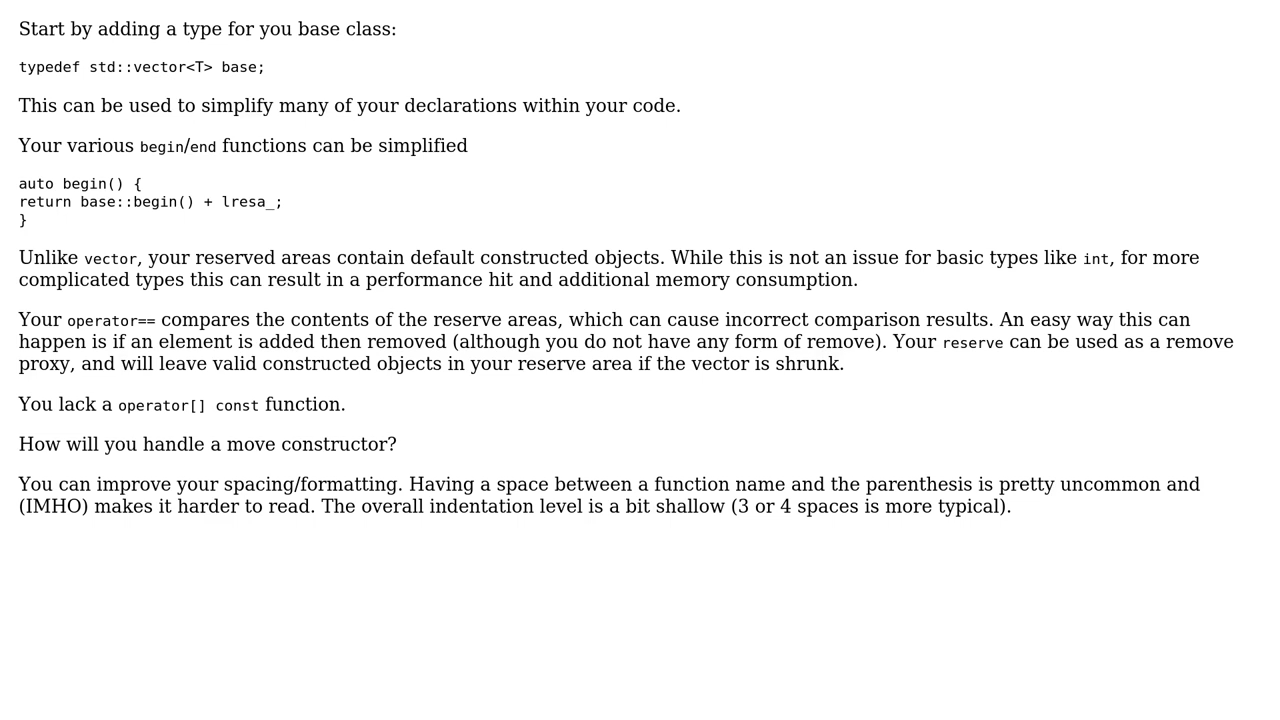 Start by adding a type for you base class:
typedef std::vector<T> base;
This can be used to simplify many of your declarations within your code.
Your various begin/end functions can be simplified
auto begin() {
return base::begin() + lresa_;
}
Unlike vector, your reserved areas contain default constructed objects. While this is not an issue for basic types like int, for more
complicated types this can result in a performance hit and additional memory consumption.
Your operator== compares the contents of the reserve areas, which can cause incorrect comparison results. An easy way this can
happen is if an element is added then removed (although you do not have any form of remove). Your reserve can be used as a remove
proxy, and will leave valid constructed objects in your reserve area if the vector is shrunk.
You lack a operator[] const function.
How will you handle a move constructor?
You can improve your spacing/formatting. Having a space between a function name and the parenthesis is pretty uncommon and
(IMHO) makes it harder to read. The overall indentation level is a bit shallow (3 or 4 spaces is more typical).